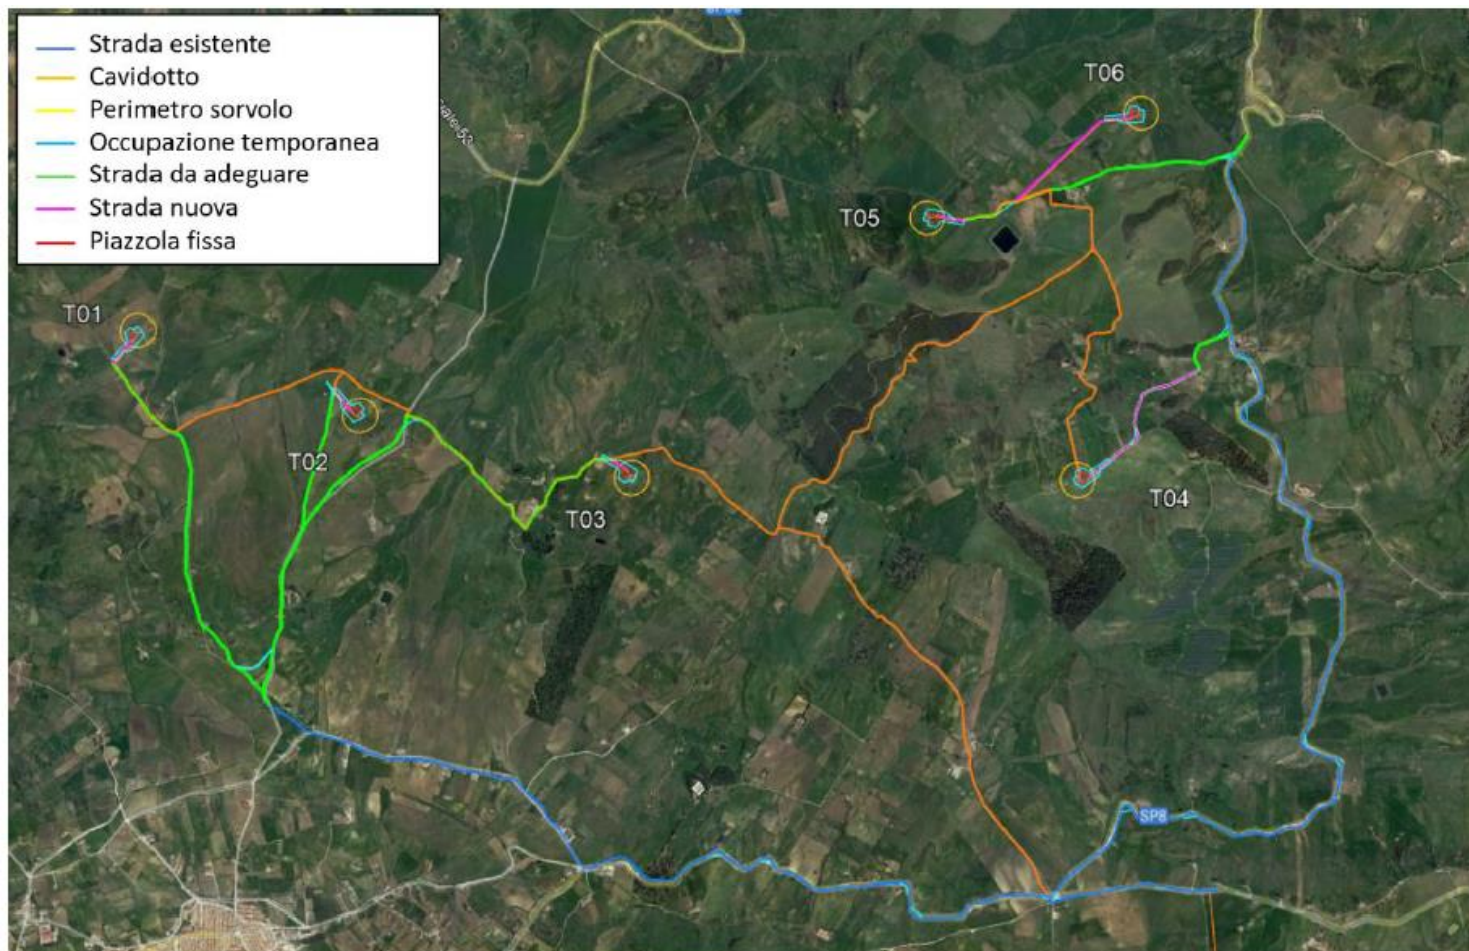 Strada esistente
Cavidotto
Perimetro sorvolo
Occupazione temporanea
Strada da adeguare
Strada nuova
Piazzola fissa
T06
T05
T01
T02
T03
T04
SP8